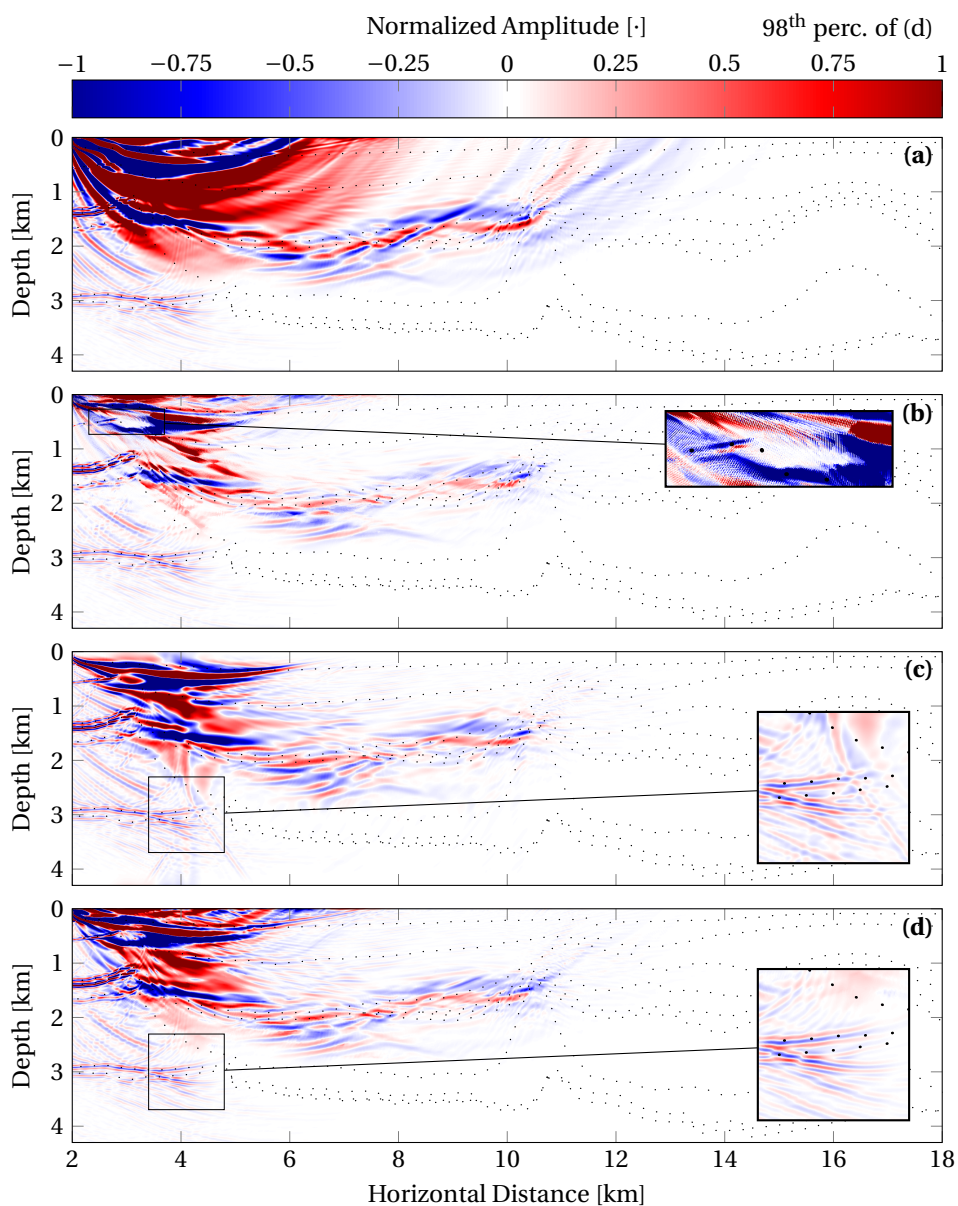 Normalized Amplitude [·] 98th perc. of (d)
−1 −0.75 −0.5 −0.25 0 0.25 0.5 0.75 1
(a)
0
1
2
3
4
Depth [km]
(b)
0
1
2
3
4
Depth [km]
(c)
0
1
2
3
4
Depth [km]
(d)
0
1
2
3
4
Depth [km]
2 4 6 8 10 12 14 16 18
Horizontal Distance [km]